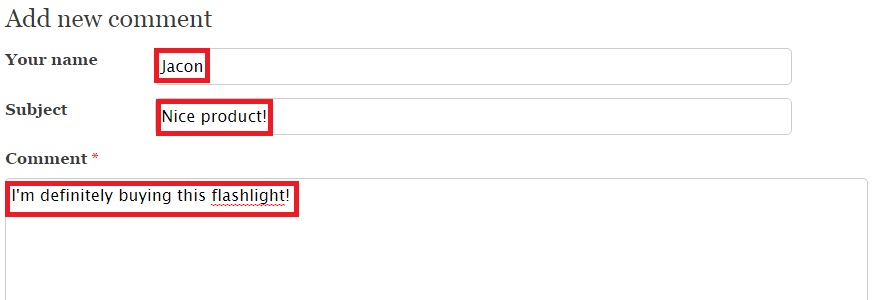 Add new comment
Your name
Jacon
Subject
Nice product!
Comment *
I'm definitely buying this flashlight!